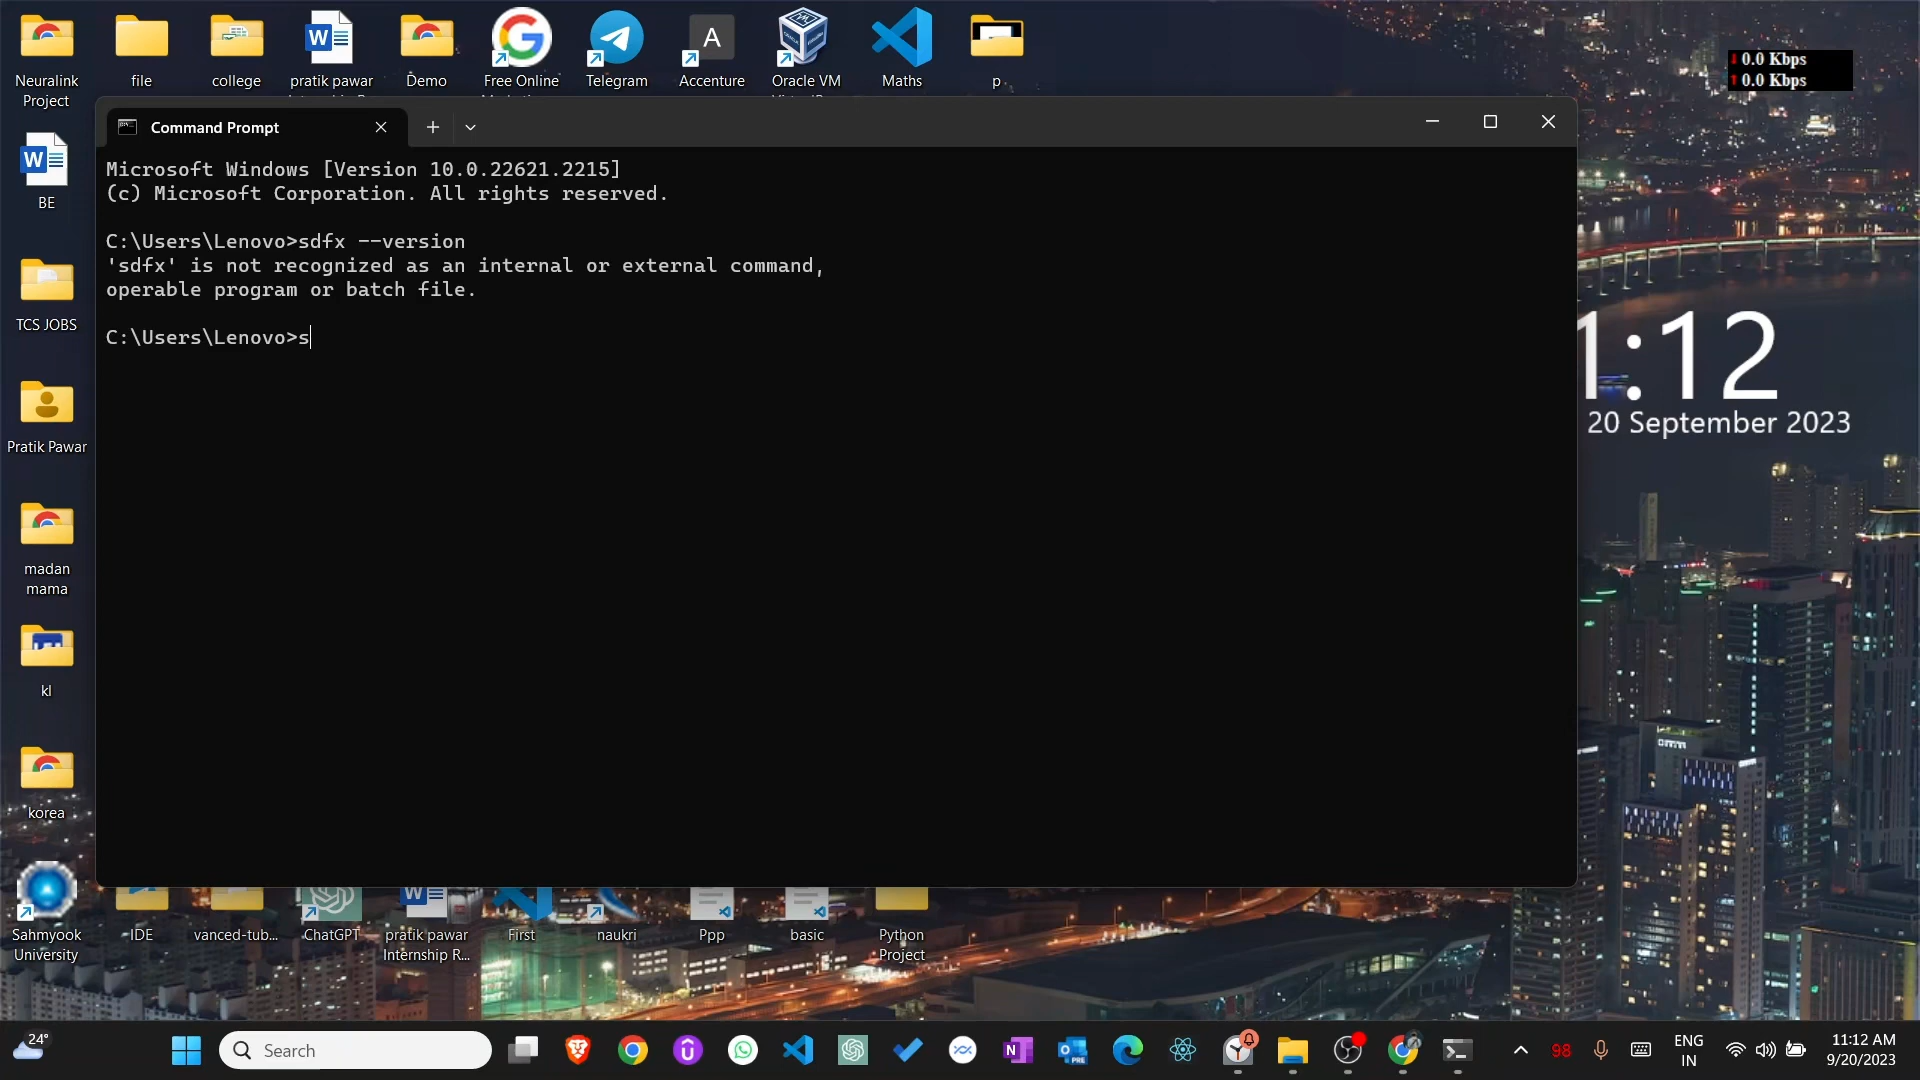 Neuralink
Project
file
college
pratik pawar
Demo
Free Online
Telegram
A
Accenture
Oracle VM
Maths
p
0.0 Kbps
0.0 Kbps
Command Prompt
Microsoft Windows [Version 10.0.22621.2215]
(c) Microsoft Corporation. All rights reserved.
C:\Users\Lenovo>sdfx --version
'sdfx' is not recognized as an internal or external command,
operable program or batch file.
C:\Users\Lenovo>s
BE
TCS JOBS
Pratik Pawar
madan
mama
kl
korea
1:12
20 September 2023
Sahmyook
University
IDE
vanced-tub...
ChatGPT
pratik pawar
Internship R...
First
naukri
Ppp
basic
Python
Project
24°
Search
98
ENG
IN
11:12 AM
9/20/2023